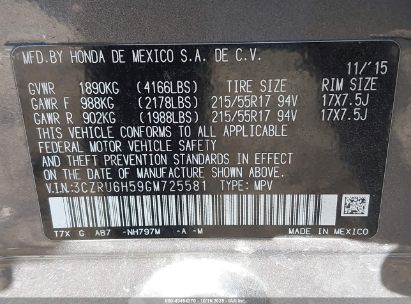 MFD.BY HONDA DE MEXICO S.A. DE C.V.
11/'15
GVWR 1890KG (4166LBS) TIRE SIZE RIM SIZE
GAWR F 988KG (2178LBS) 215/55R17 94V 17X7.5J
GAWR R 902KG (1988LBS) 215/55R17 94V 17X7.5J
THIS VEHICLE CONFORMS TO ALL APPLICABLE
FEDERAL MOTOR VEHICLE SAFETY
AND THEFT PREVENTION STANDARDS IN EFFECT ON
THE DATE OF MANUFACTURE SHOWN ABOVE.
V.I.N:3CZRU6H59GM725581 TYPE: MPV
T7X G AB7 -NH797M -A -M
MADE IN MEXICO